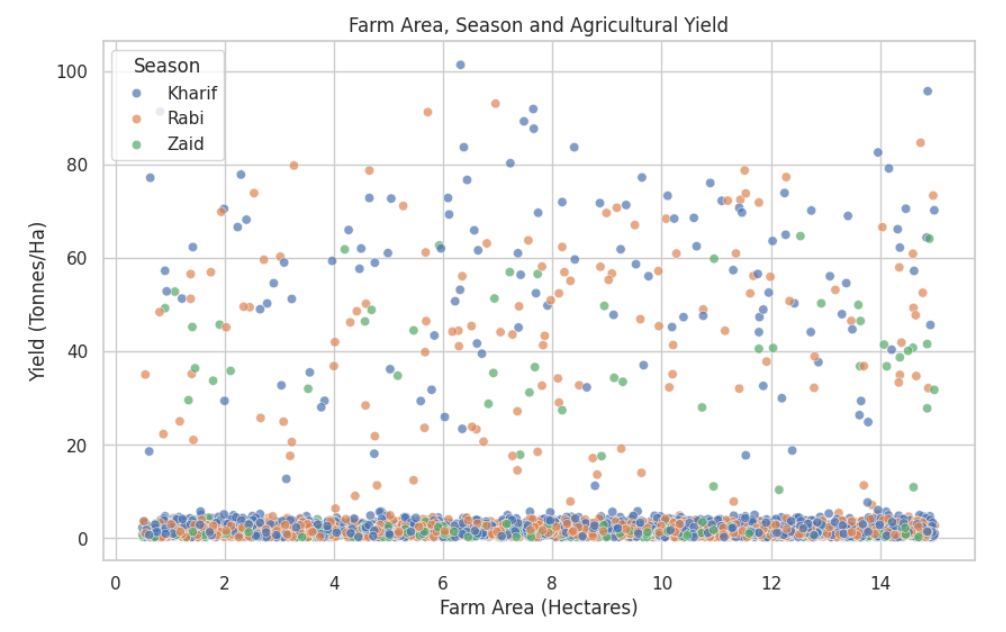 Farm Area, Season and Agricultural Yield
Season
Kharif
Rabi
Zaid
100
80
60
40
20
0
Yield (Tonnes/Ha)
0 2 4 6 8 10 12 14
Farm Area (Hectares)